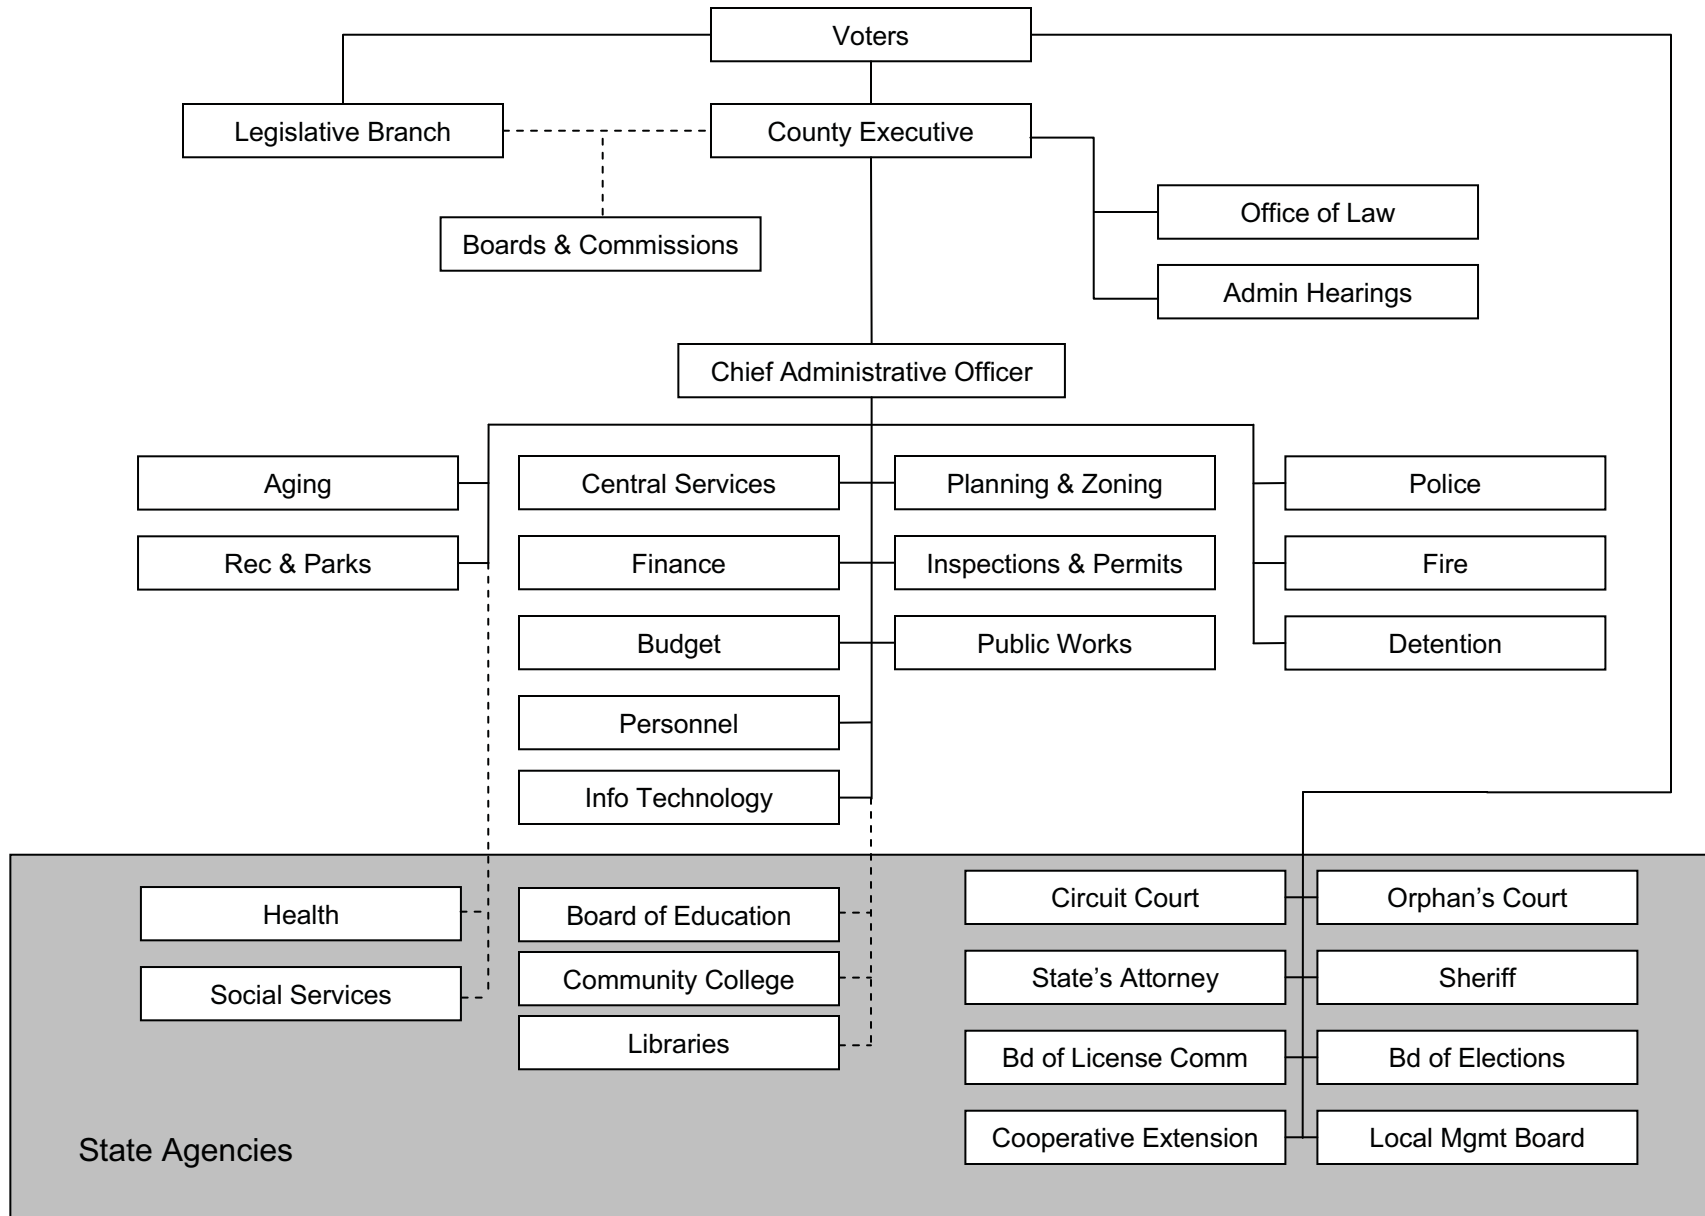 Voters
Legislative Branch
County Executive
Office of Law
Boards & Commissions
Admin Hearings
Chief Administrative Officer
Aging
Central Services
Planning & Zoning
Police
Rec & Parks
Finance
Inspections & Permits
Fire
Budget
Public Works
Detention
Personnel
Info Technology
Health
Board of Education
Circuit Court
Orphan’s Court
Social Services
Community College
State’s Attorney
Sheriff
Libraries
Bd of License Comm
Bd of Elections
Cooperative Extension
Local Mgmt Board
State Agencies